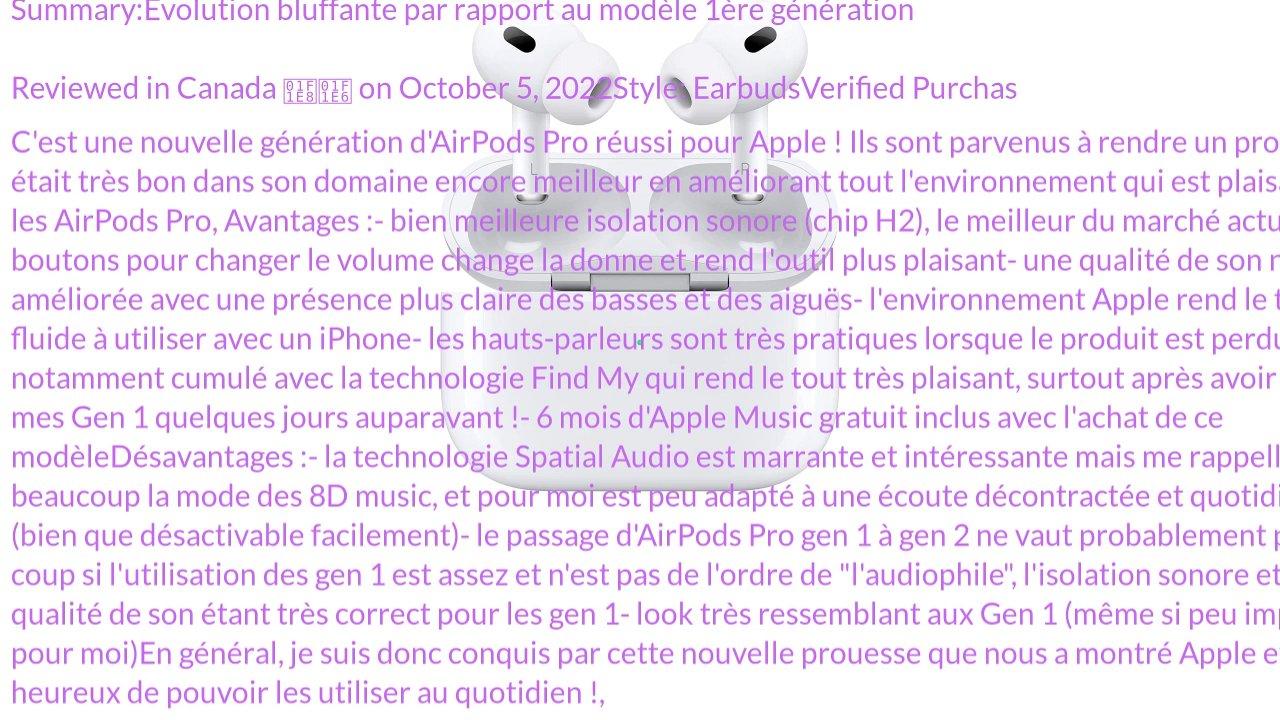 Summary:Évolution bluffante par rapport au modèle 1ère génération
Reviewed in Canada 🇨🇦 on October 5, 2022Style: EarbudsVerified Purchas
C'est une nouvelle génération d'AirPods Pro réussi pour Apple ! Ils sont parvenus à rendre un pro
était très bon dans son domaine encore meilleur en améliorant tout l'environnement qui est plaisa
les AirPods Pro, Avantages :- bien meilleure isolation sonore (chip H2), le meilleur du marché actu
boutons pour changer le volume change la donne et rend l'outil plus plaisant- une qualité de son n
améliorée avec une présence plus claire des basses et des aiguës- l'environnement Apple rend le t
fluide à utiliser avec un iPhone- les hauts-parleurs sont très pratiques lorsque le produit est perdu
notamment cumulé avec la technologie Find My qui rend le tout très plaisant, surtout après avoir
mes Gen 1 quelques jours auparavant !- 6 mois d'Apple Music gratuit inclus avec l'achat de ce
modèleDésavantages :- la technologie Spatial Audio est marrante et intéressante mais me rappell
beaucoup la mode des 8D music, et pour moi est peu adapté à une écoute décontractée et quotidi
(bien que désactivable facilement)- le passage d'AirPods Pro gen 1 à gen 2 ne vaut probablement p
coup si l'utilisation des gen 1 est assez et n'est pas de l'ordre de "l'audiophile", l'isolation sonore et
qualité de son étant très correct pour les gen 1- look très ressemblant aux Gen 1 (même si peu imp
pour moi)En général, je suis donc conquis par cette nouvelle prouesse que nous a montré Apple et
heureux de pouvoir les utiliser au quotidien !,
L
R